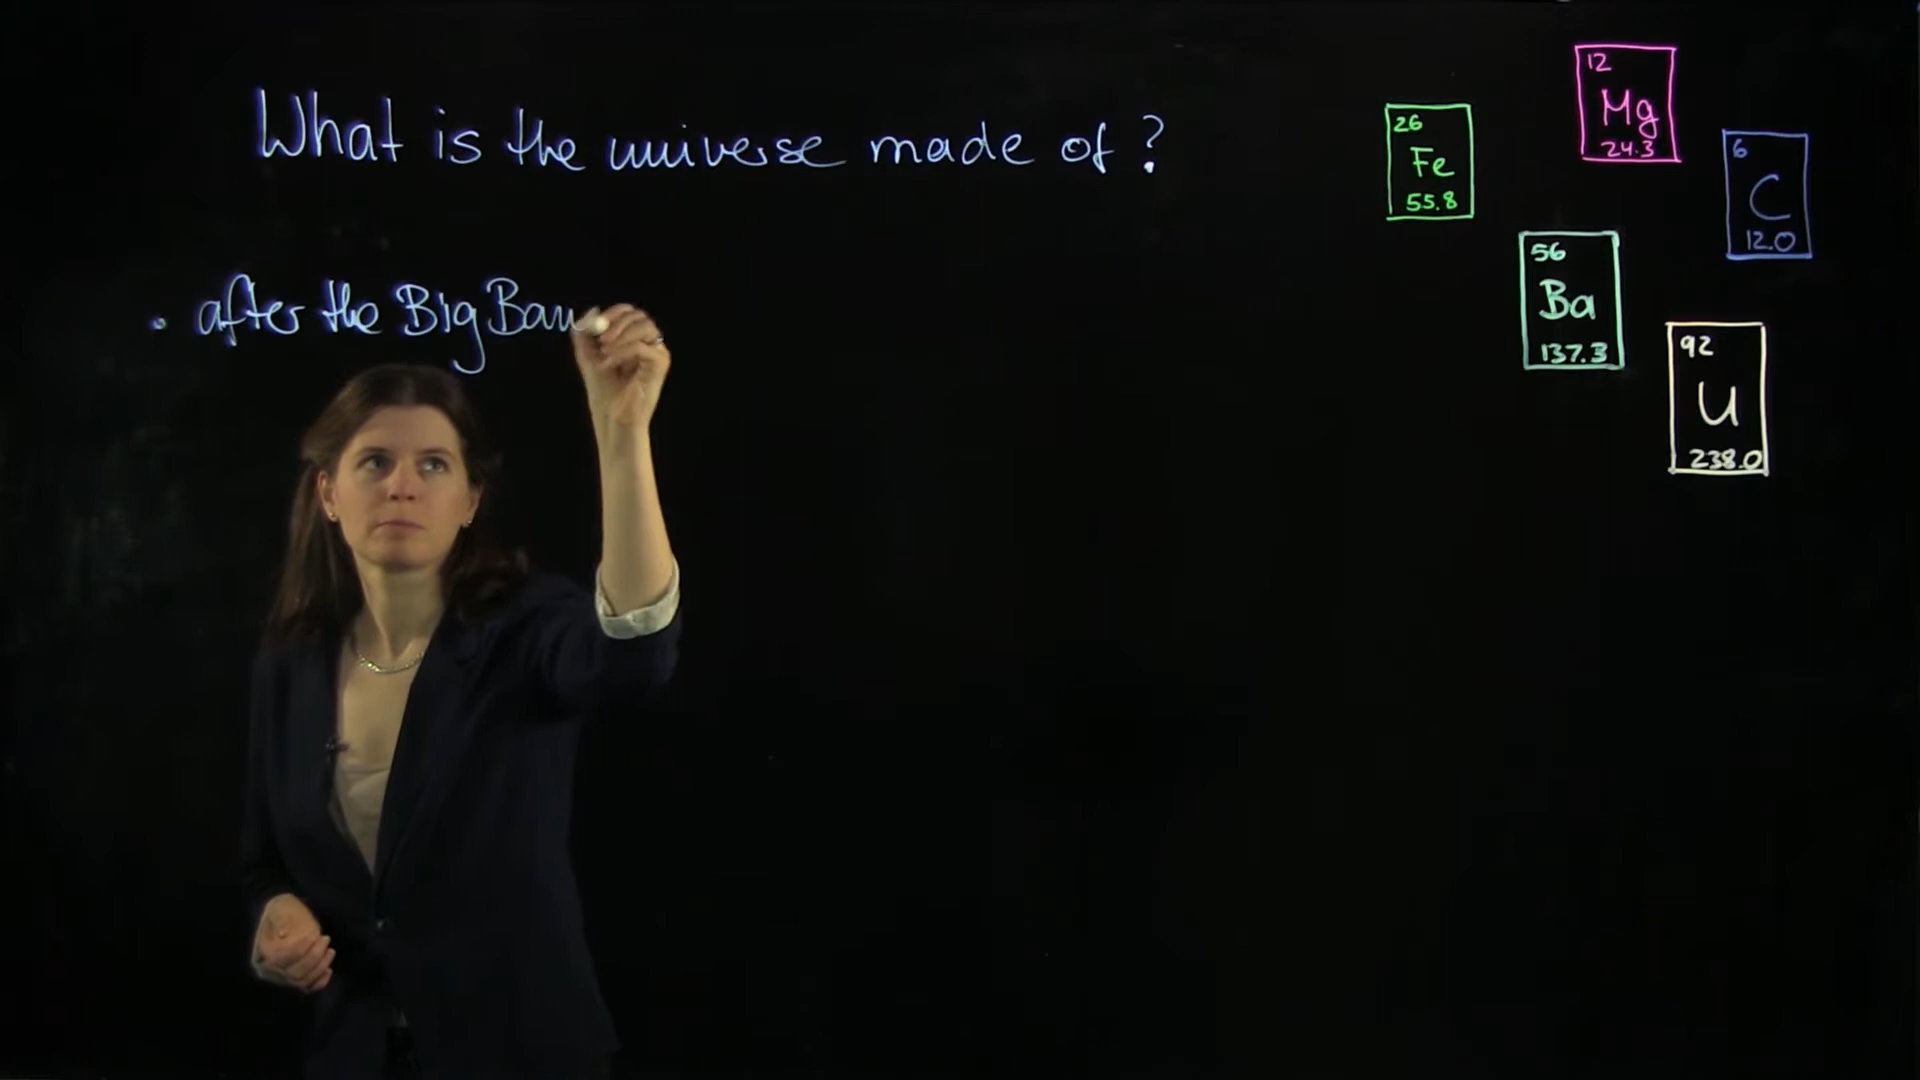 What is the universe made of?
· after the Big Ban
26
Fe
55.8
12
Mg
24.3
6
C
12.0
56
Ba
137.3
92
U
238.0